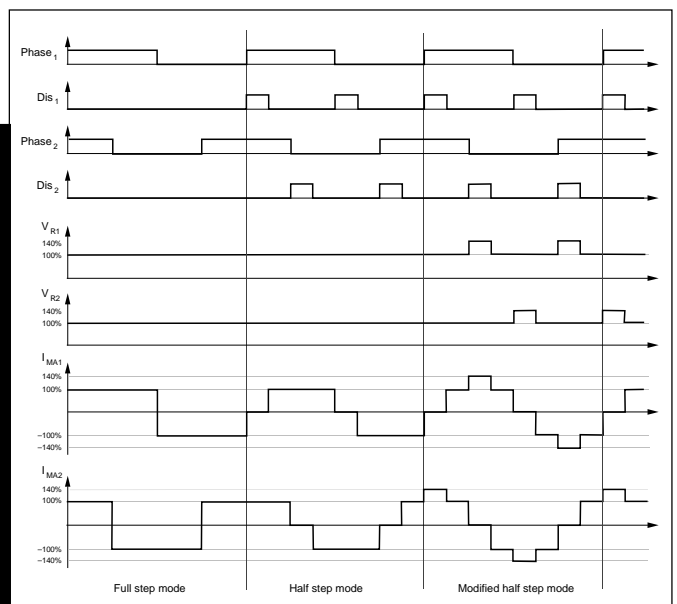 Phase 1
Dis 1
Phase 2
Dis 2
V R1
140%
100%
V R2
140%
100%
I MA1
140%
100%
–100%
–140%
I MA2
140%
100%
–100%
–140%
Full step mode Half step mode Modified half step mode